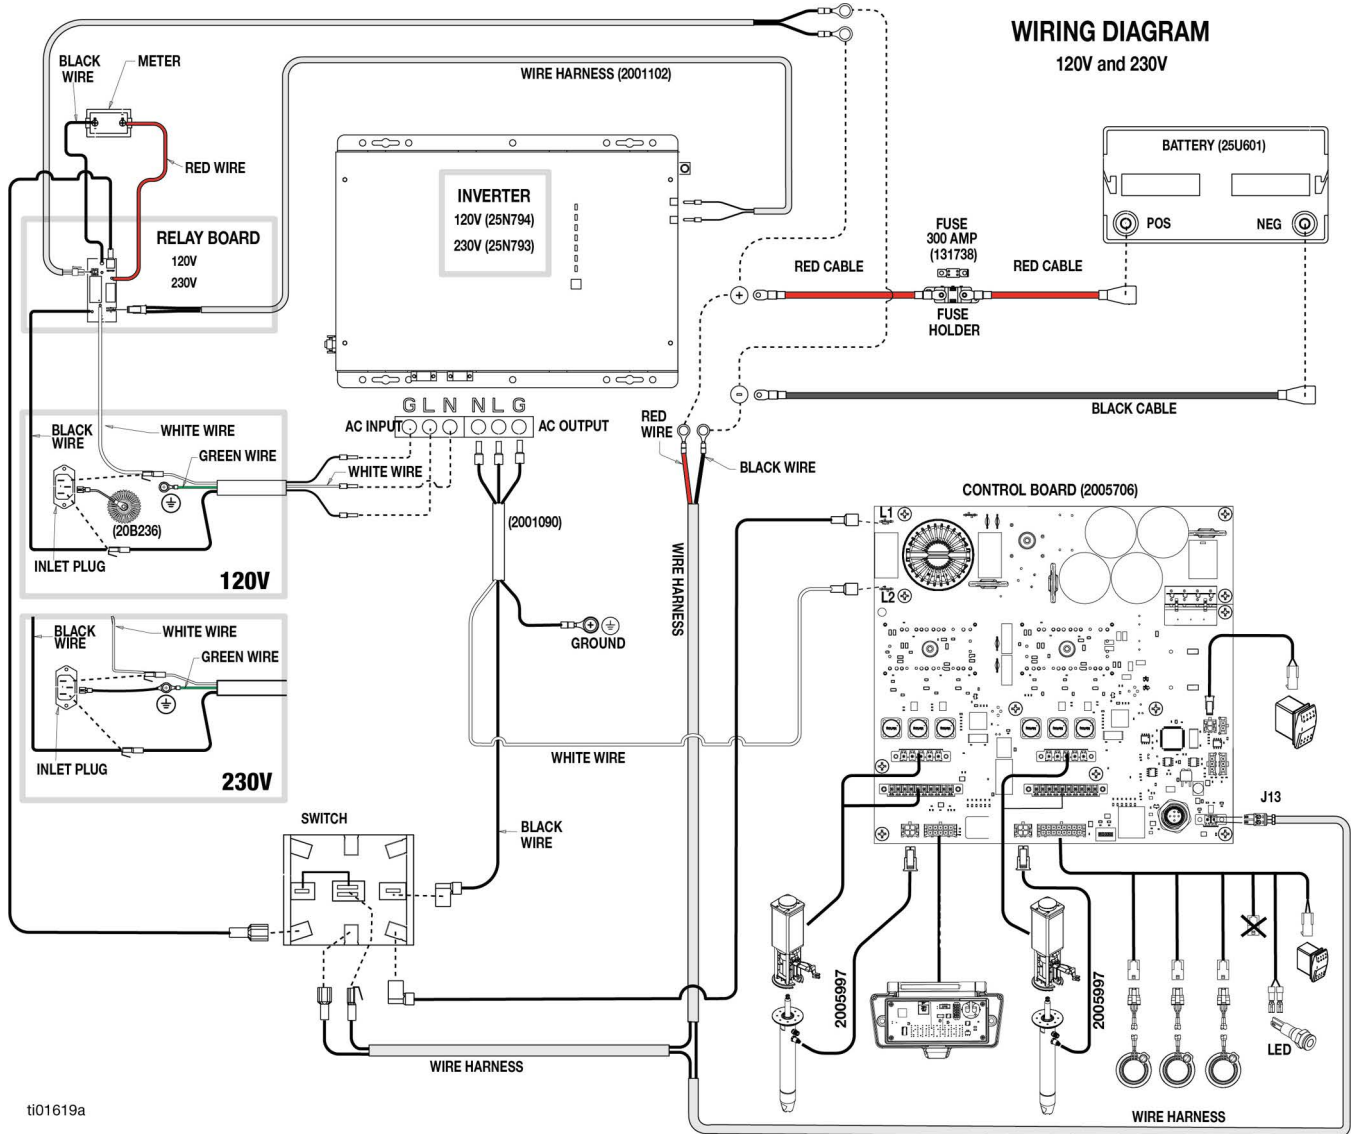 WIRING DIAGRAM
120V and 230V
BLACK
WIRE
METER
WIRE HARNESS (2001102)
RED WIRE
BATTERY (25U601)
POS
NEG
INVERTER
120V (25N794)
230V (25N793)
RELAY BOARD
120V
230V
FUSE
300 AMP
(131738)
RED CABLE
RED CABLE
+
FUSE
HOLDER
-
BLACK CABLE
G L N N L G
AC INPUT
AC OUTPUT
BLACK
WIRE
WHITE WIRE
GREEN WIRE
WHITE WIRE
(20B236)
INLET PLUG
120V
RED
WIRE
BLACK WIRE
(2001090)
WIRE HARNESS
CONTROL BOARD (2005706)
L1
L2
GROUND
BLACK
WIRE
WHITE WIRE
GREEN WIRE
INLET PLUG
230V
WHITE WIRE
SWITCH
BLACK
WIRE
J13
2005997
2005997
LED
WIRE HARNESS
WIRE HARNESS
ti01619a